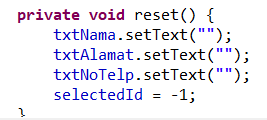 private void reset() {
txtNama.setText("");
txtAlamat.setText("");
txtNoTelp.setText("");
selectedId = -1;
}